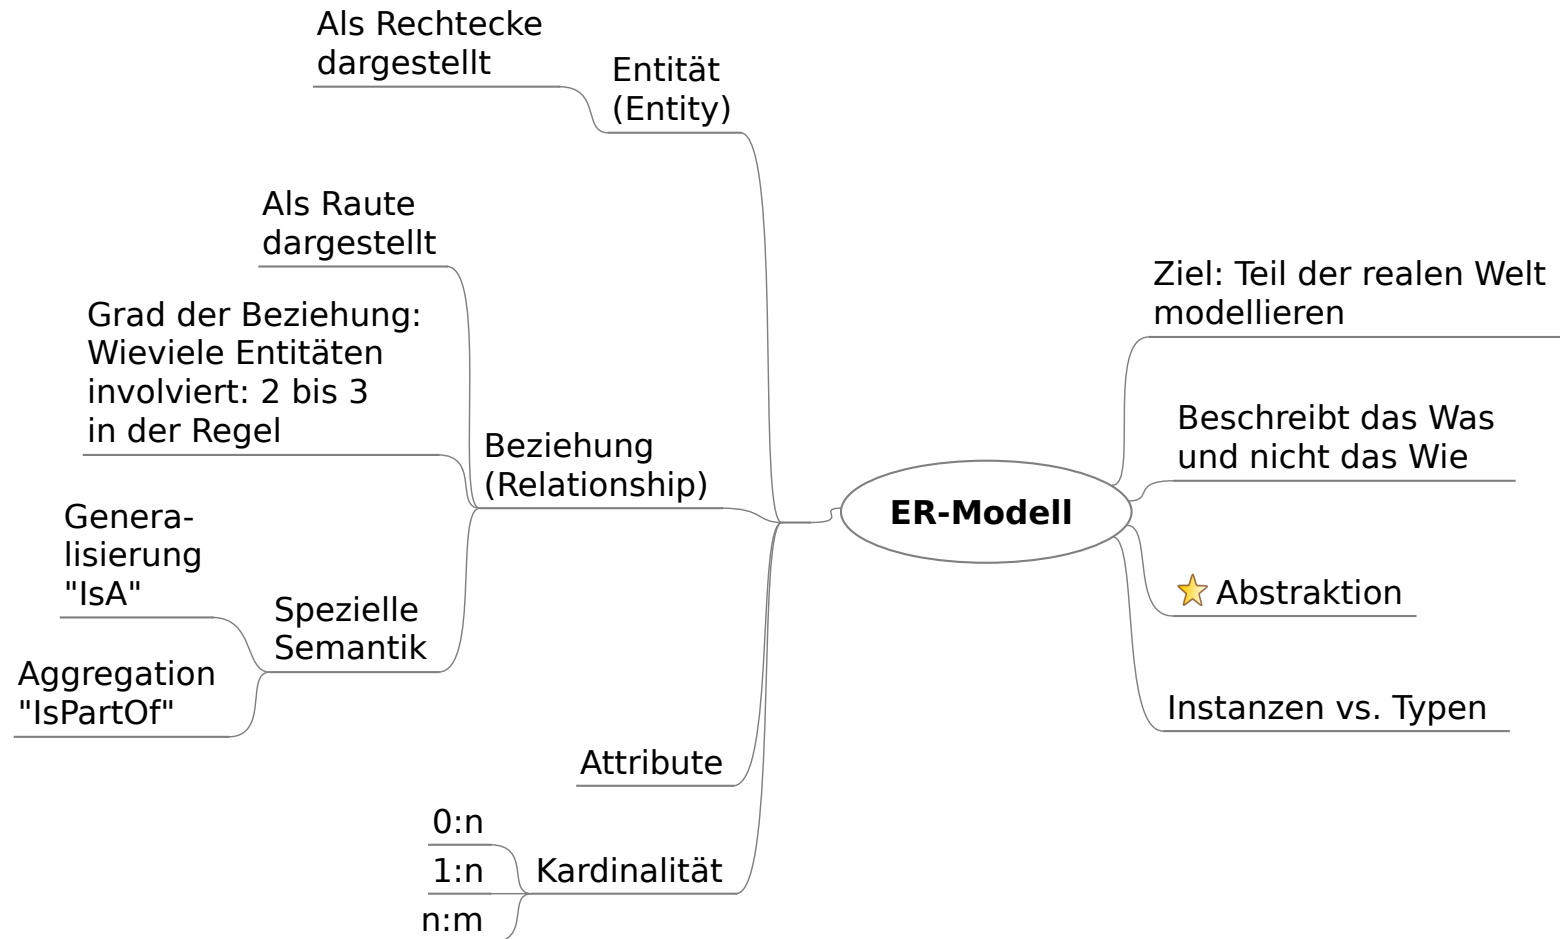 Als Rechtecke
dargestellt
Entität
(Entity)
Als Raute
dargestellt
Grad der Beziehung:
Wieviele Entitäten
involviert: 2 bis 3
in der Regel
Beziehung
(Relationship)
Genera-
lisierung
"IsA"
Aggregation
"IsPartOf"
Spezielle
Semantik
Attribute
0:n
1:n
n:m
Kardinalität
ER-Modell
Ziel: Teil der realen Welt
modellieren
Beschreibt das Was
und nicht das Wie
Abstraktion
Instanzen vs. Typen